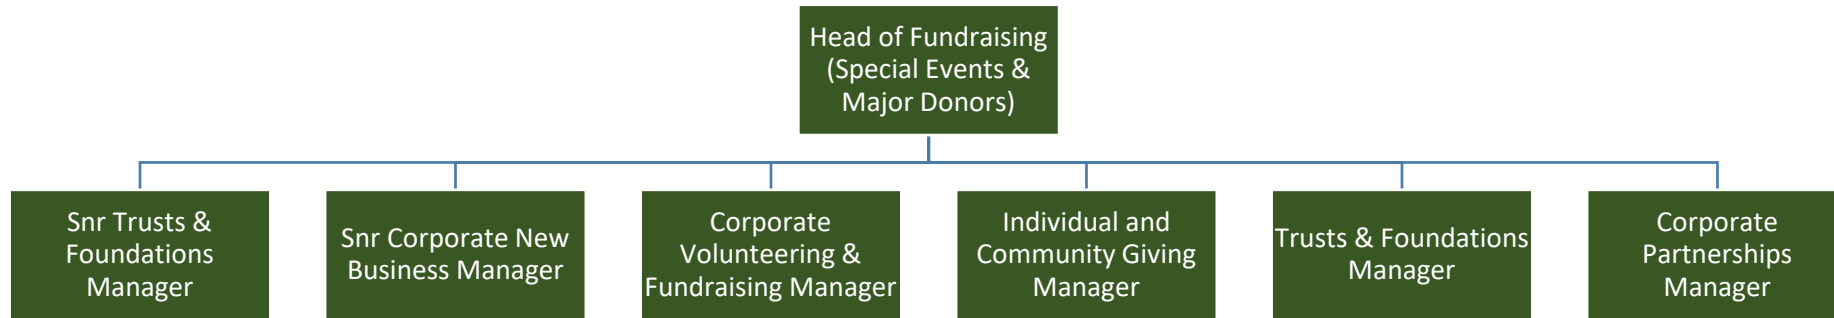 Head of Fundraising
(Special Events &
Major Donors)
Snr Trusts &
Foundations
Manager
Snr Corporate New
Business Manager
Corporate
Volunteering &
Fundraising Manager
Individual and
Community Giving
Manager
Trusts & Foundations
Manager
Corporate
Partnerships
Manager